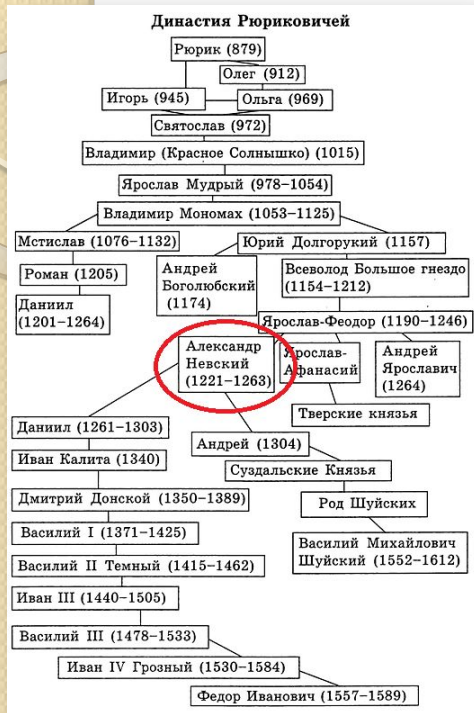 Династия Рюриковичей
Рюрик (879)
Олег (912)
Игорь (945)
Ольга (969)
Святослав (972)
Владимир (Красное Солнышко) (1015)
Ярослав Мудрый (978–1054)
Владимир Мономах (1053–1125)
Мстислав (1076–1132)
Юрий Долгорукий (1157)
Роман (1205)
Андрей
Боголюбский
(1174)
Всеволод Большое гнездо
(1154–1212)
Даниил
(1201–1264)
Ярослав-Феодор (1190–1246)
Александр
Невский
(1221–1263)
Ярослав-
Афанасий
Андрей
Ярославич
(1264)
Тверские князья
Даниил (1261–1303)
Андрей (1304)
Иван Калита (1340)
Суздальские Князья
Дмитрий Донской (1350–1389)
Род Шуйских
Василий I (1371–1425)
Василий Михайлович
Шуйский (1552–1612)
Василий II Темный (1415–1462)
Иван III (1440–1505)
Василий III (1478–1533)
Иван IV Грозный (1530–1584)
Федор Иванович (1557–1589)